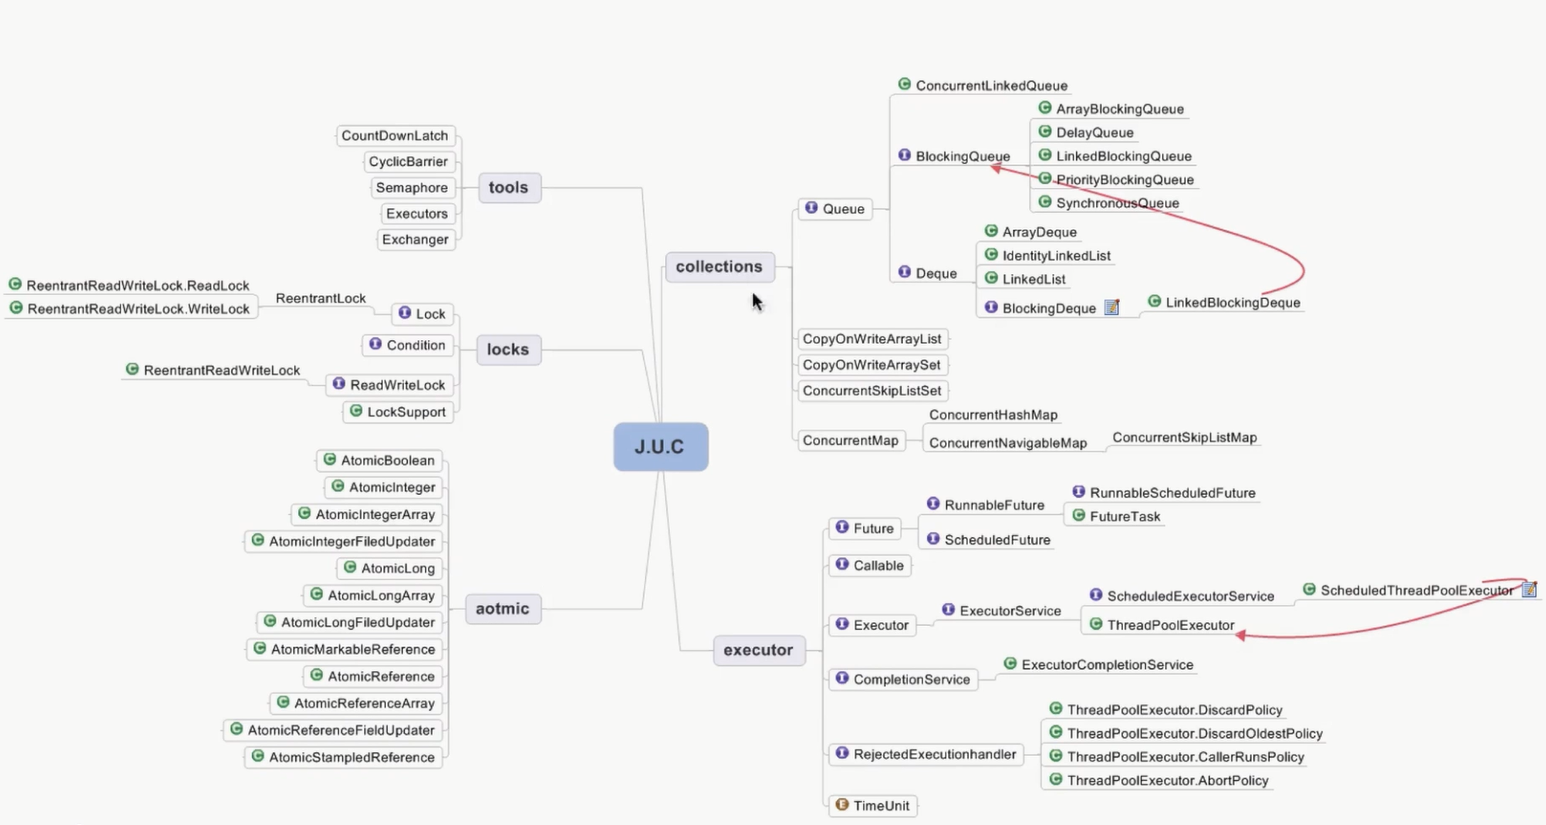 CountDownLatch
CyclicBarrier
Semaphore
Executors
Exchanger
tools
ReentrantReadWriteLock.ReadLock
ReentrantReadWriteLock.WriteLock
ReentrantLock
Lock
Condition
ReentrantReadWriteLock
ReadWriteLock
LockSupport
locks
AtomicBoolean
AtomicInteger
AtomicIntegerArray
AtomicIntegerFiledUpdater
AtomicLong
AtomicLongArray
AtomicLongFiledUpdater
AtomicMarkableReference
AtomicReference
AtomicReferenceArray
AtomicReferenceFieldUpdater
AtomicStampledReference
aotmic
J.U.C
collections
Queue
ConcurrentLinkedQueue
BlockingQueue
ArrayBlockingQueue
DelayQueue
LinkedBlockingQueue
PriorityBlockingQueue
SynchronousQueue
Deque
ArrayDeque
IdentityLinkedList
LinkedList
BlockingDeque
LinkedBlockingDeque
CopyOnWriteArrayList
CopyOnWriteArraySet
ConcurrentSkipListSet
ConcurrentMap
ConcurrentHashMap
ConcurrentNavigableMap
ConcurrentSkipListMap
executor
Future
RunnableFuture
RunnableScheduledFuture
FutureTask
ScheduledFuture
Callable
Executor
ExecutorService
ScheduledExecutorService
ScheduledThreadPoolExecutor
ThreadPoolExecutor
CompletionService
ExecutorCompletionService
RejectedExecutionhandler
ThreadPoolExecutor.DiscardPolicy
ThreadPoolExecutor.DiscardOldestPolicy
ThreadPoolExecutor.CallerRunsPolicy
ThreadPoolExecutor.AbortPolicy
TimeUnit